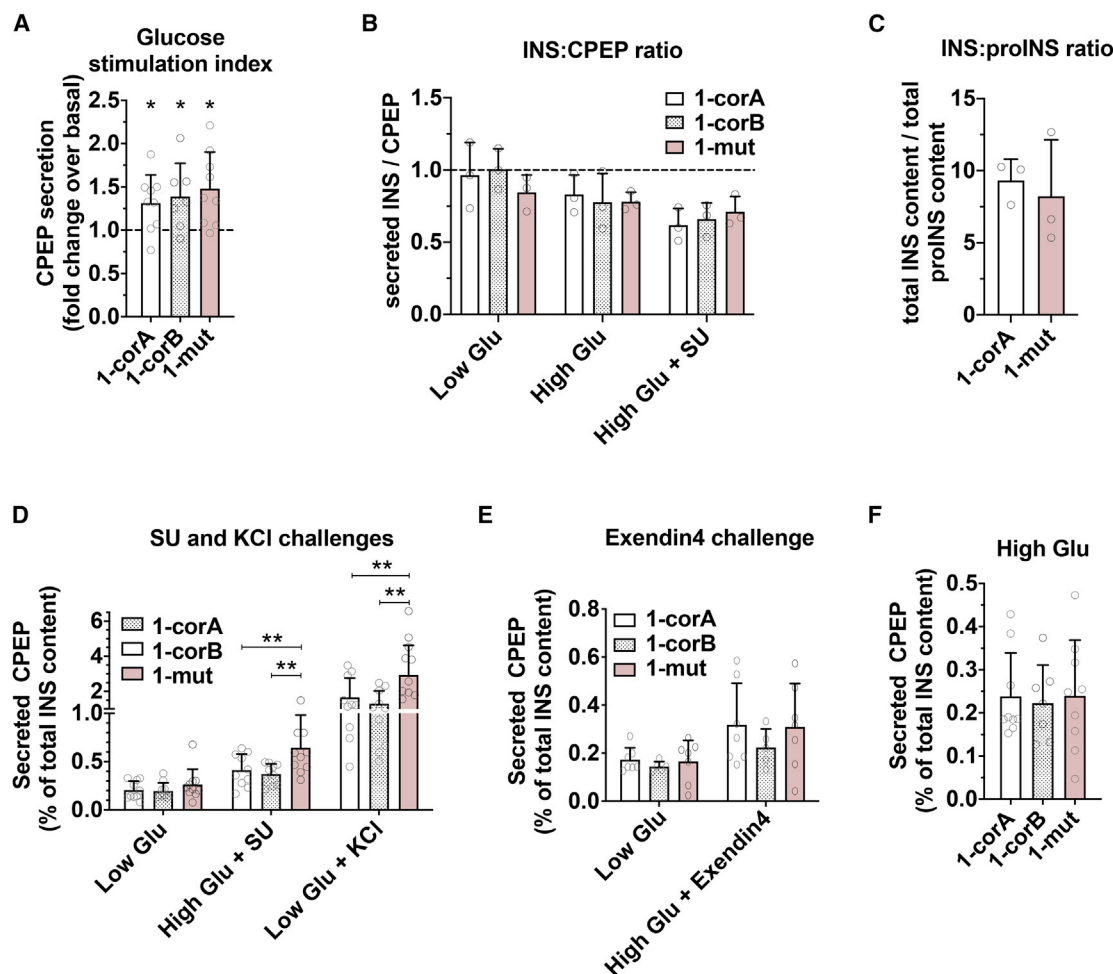 A
Glucose
stimulation index
CPEP secretion
(fold change over basal)
2.5
2.0
1.5
1.0
0.5
0.0
* * *
1-corA
1-corB
1-mut
B
INS:CPEP ratio
secreted INS / CPEP
1.5
1.0
0.5
0.0
1-corA
1-corB
1-mut
Low Glu
High Glu
High Glu + SU
C
INS:proINS ratio
total INS content / total
proINS content
15
10
5
0
1-corA
1-mut
D
SU and KCl challenges
Secreted CPEP
(% of total INS content)
6
4
2
1.0
0.5
0.0
1-corA
1-corB
1-mut
**
**
**
**
Low Glu
High Glu + SU
Low Glu + KCl
E
Exendin4 challenge
Secreted CPEP
(% of total INS content)
0.8
0.6
0.4
0.2
0.0
1-corA
1-corB
1-mut
Low Glu
High Glu + Exendin4
F
High Glu
Secreted CPEP
(% of total INS content)
0.5
0.4
0.3
0.2
0.1
0.0
1-corA
1-corB
1-mut